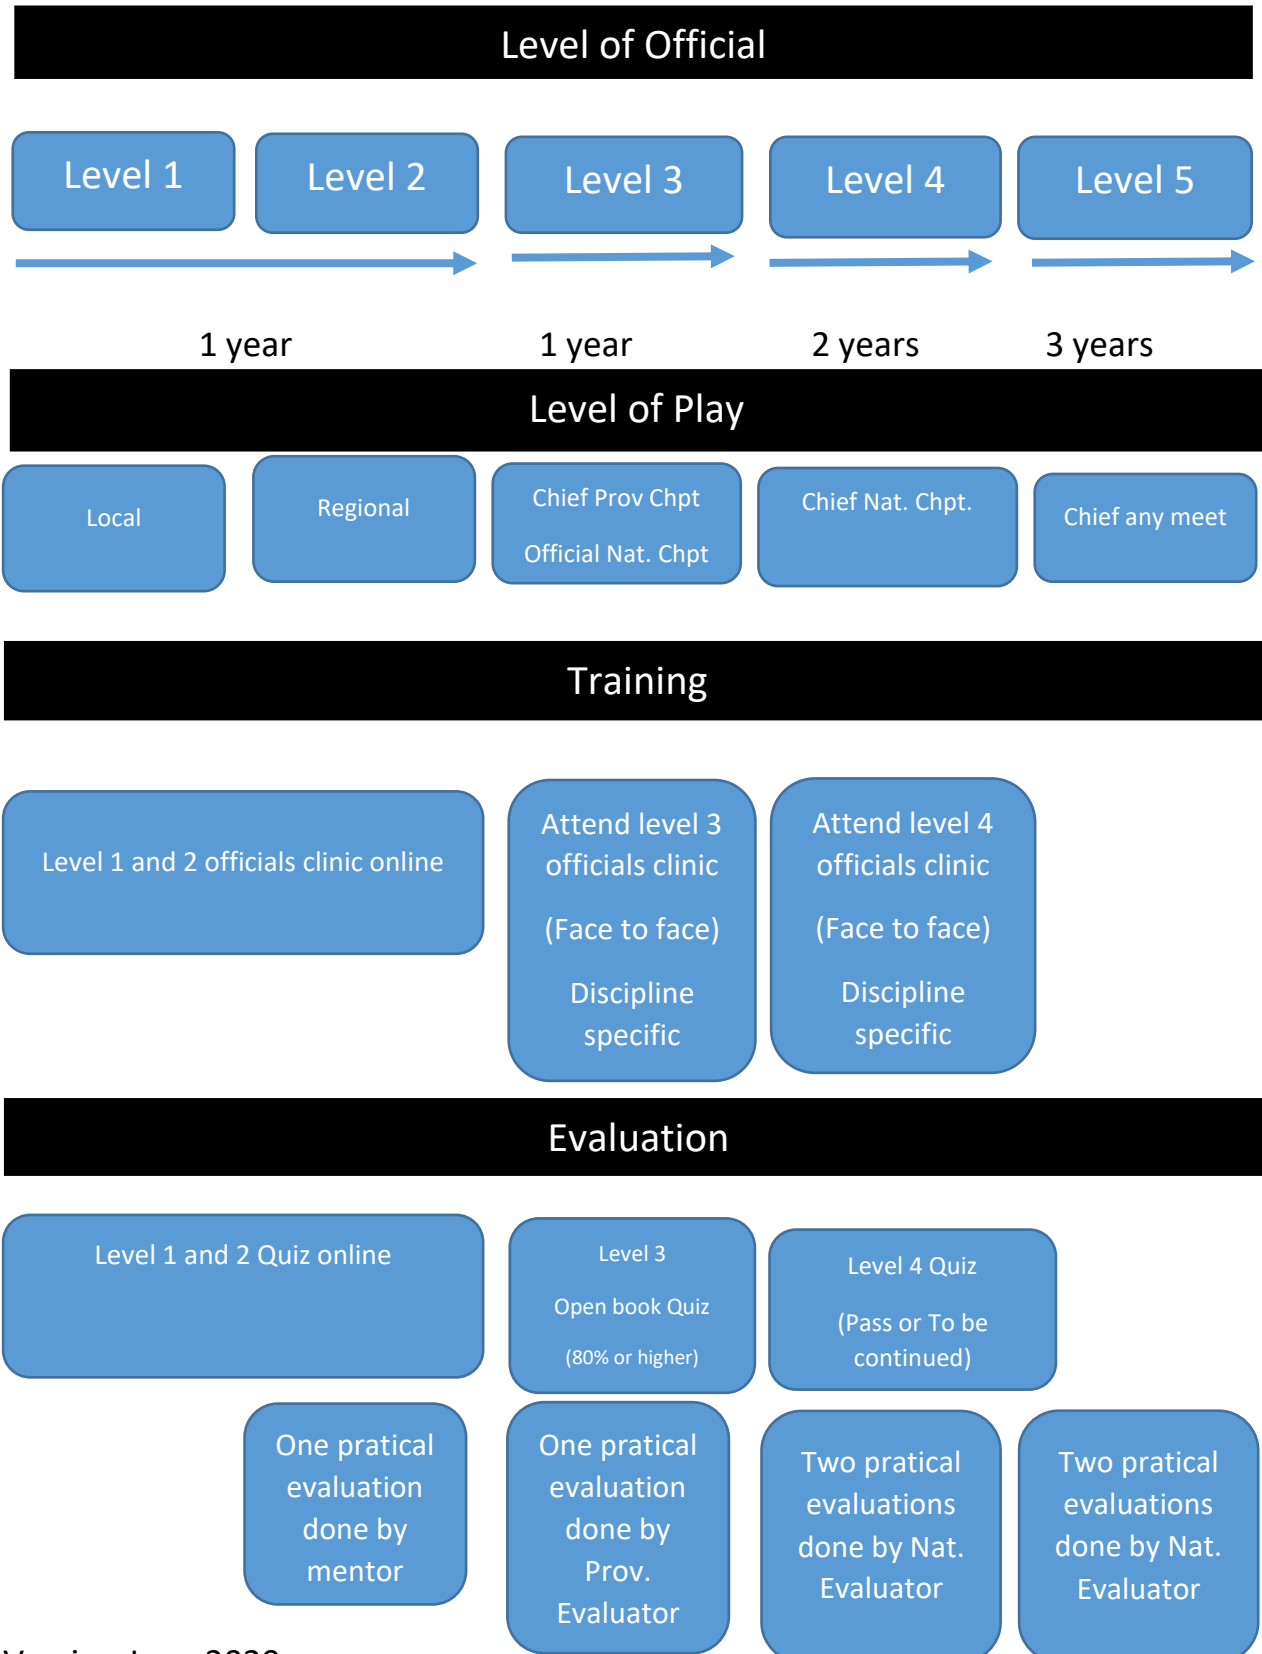 Level of Official
Level 1
Level 2
Level 3
Level 4
Level 5
1 year
1 year
2 years
3 years
Level of Play
Local
Regional
Chief Prov Chpt
Official Nat. Chpt
Chief Nat. Chpt.
Chief any meet
Training
Level 1 and 2 officials clinic online
Attend level 3
officials clinic
(Face to face)
Discipline
specific
Attend level 4
officials clinic
(Face to face)
Discipline
specific
Evaluation
Level 1 and 2 Quiz online
Level 3
Open book Quiz
(80% or higher)
Level 4 Quiz
(Pass or To be
continued)
One pratical
evaluation
done by
mentor
One pratical
evaluation
done by
Prov.
Evaluator
Two pratical
evaluations
done by Nat.
Evaluator
Two pratical
evaluations
done by Nat.
Evaluator